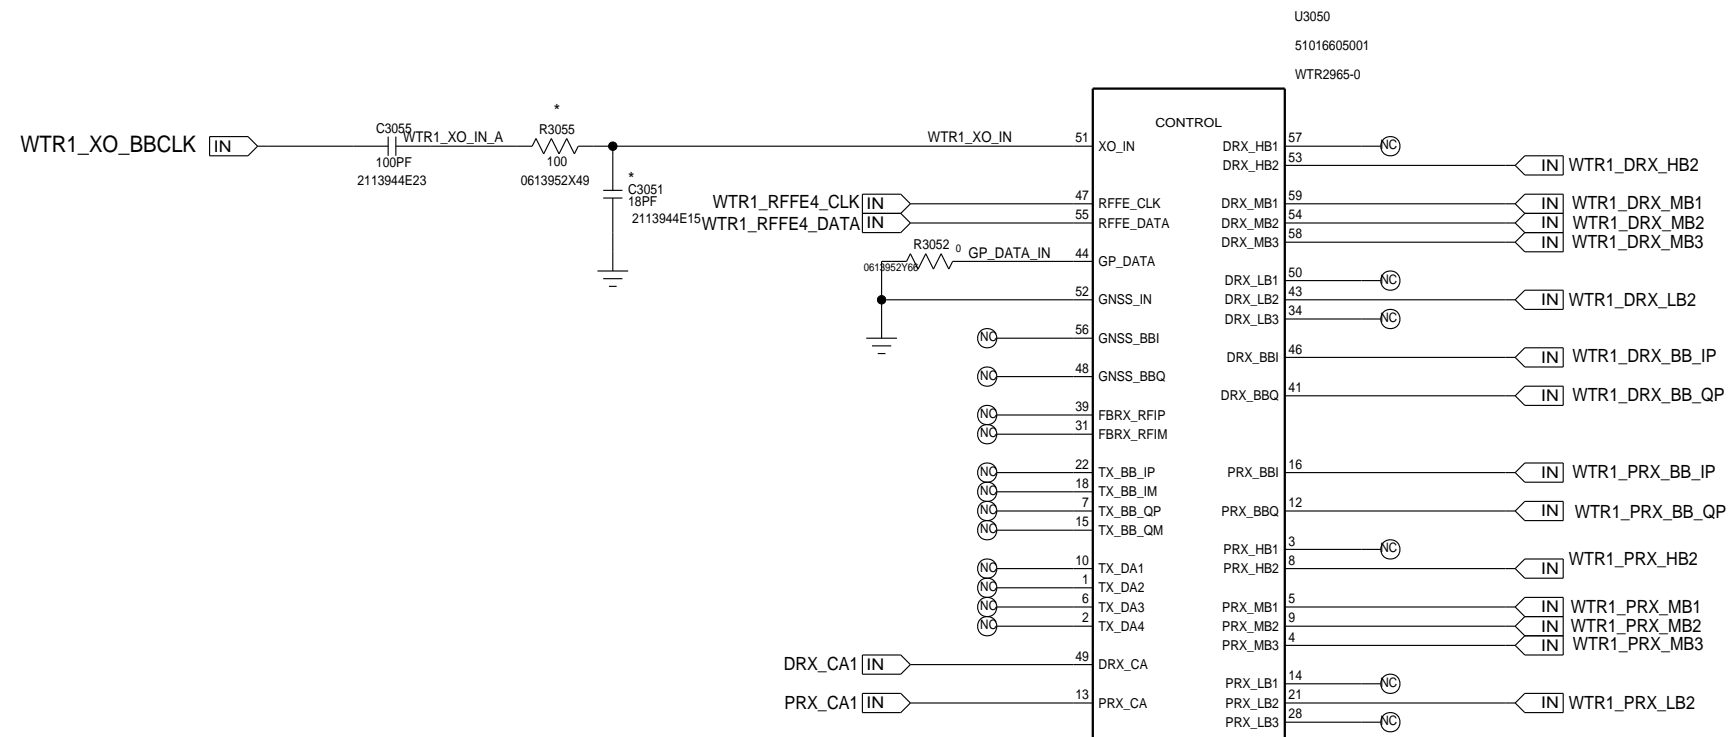 U3050
51016605001
WTR2965-0
CONTROL
WTR1_XO_BBCLK IN
C3055
100PF
2113944E23
WTR1_XO_IN_A
*
R3055
100
0613952X49
*
C3051
18PF
2113944E15
WTR1_XO_IN 51 XO_IN
WTR1_RFFE4_CLK IN 47 RFFE_CLK
WTR1_RFFE4_DATA IN 55 RFFE_DATA
R3052 0
0613952Y66
GP_DATA_IN 44 GP_DATA
52 GNSS_IN
NC 56 GNSS_BBI
NC 48 GNSS_BBQ
NC 39 FBRX_RFIP
NC 31 FBRX_RFIM
NC 22 TX_BB_IP
NC 18 TX_BB_IM
NC 7 TX_BB_QP
NC 15 TX_BB_QM
NC 10 TX_DA1
NC 1 TX_DA2
NC 6 TX_DA3
NC 2 TX_DA4
DRX_CA1 IN 49 DRX_CA
PRX_CA1 IN 13 PRX_CA
DRX_HB1 57 NC
DRX_HB2 53 IN WTR1_DRX_HB2
DRX_MB1 59 IN WTR1_DRX_MB1
DRX_MB2 54 IN WTR1_DRX_MB2
DRX_MB3 58 IN WTR1_DRX_MB3
DRX_LB1 50 NC
DRX_LB2 43 IN WTR1_DRX_LB2
DRX_LB3 34 NC
DRX_BBI 46 IN WTR1_DRX_BB_IP
DRX_BBQ 41 IN WTR1_DRX_BB_QP
PRX_BBI 16 IN WTR1_PRX_BB_IP
PRX_BBQ 12 IN WTR1_PRX_BB_QP
PRX_HB1 3 NC
PRX_HB2 8 IN WTR1_PRX_HB2
PRX_MB1 5 IN WTR1_PRX_MB1
PRX_MB2 9 IN WTR1_PRX_MB2
PRX_MB3 4 IN WTR1_PRX_MB3
PRX_LB1 14 NC
PRX_LB2 21 IN WTR1_PRX_LB2
PRX_LB3 28 NC